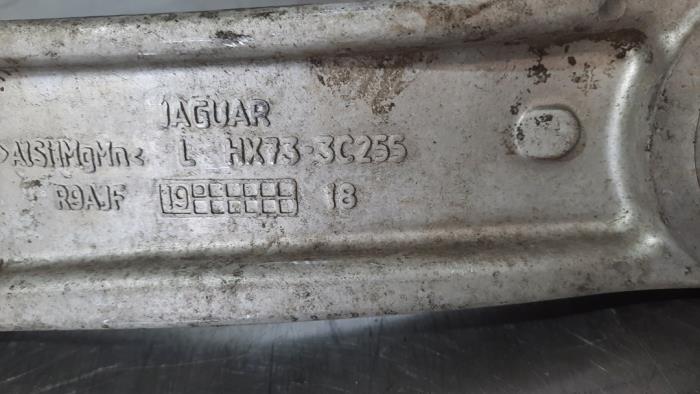 JAGUAR
>AlSi1MgMn< L HX73-3C255
R9AJF 19 18